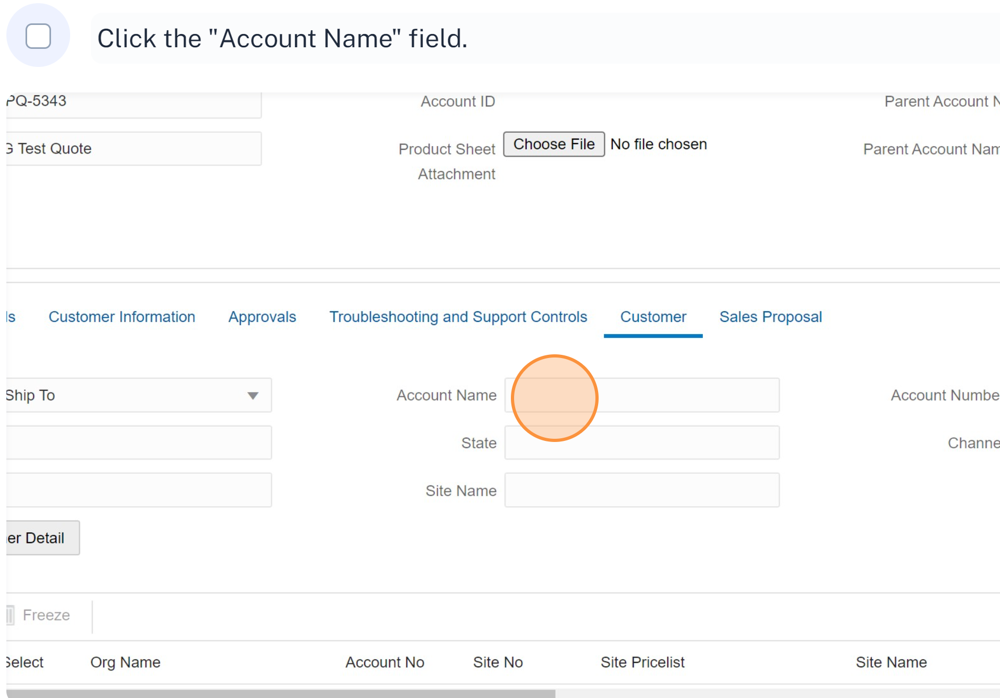 Click the "Account Name" field.
PQ-5343 Account ID Parent Account N
G Test Quote Product Sheet Attachment Choose File No file chosen Parent Account Nam
ls Customer Information Approvals Troubleshooting and Support Controls Customer Sales Proposal
Ship To Account Name Account Numbe
State Channe
Site Name
er Detail
Freeze
Select Org Name Account No Site No Site Pricelist Site Name